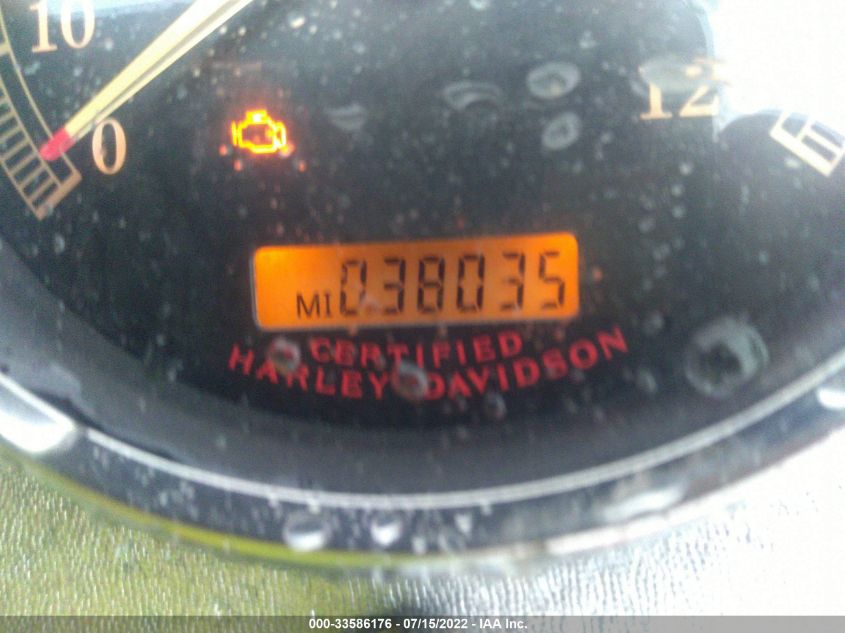 10
0
12
MI 038035
CERTIFIED
HARLEY DAVIDSON
000-33586176 - 07/15/2022 - IAA Inc.